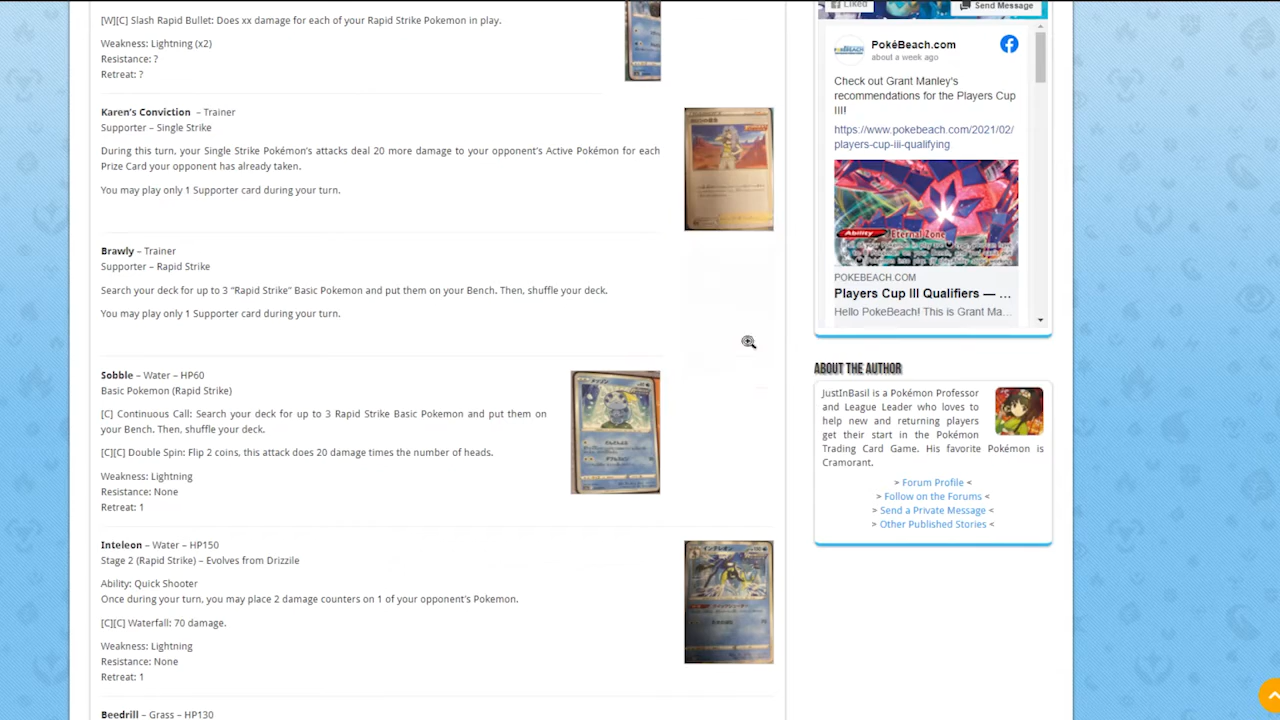 [W][C] Slash Rapid Bullet: Does xx damage for each of your Rapid Strike Pokemon in play.
Weakness: Lightning (x2)
Resistance: ?
Retreat: ?
Karen's Conviction – Trainer
Supporter – Single Strike
During this turn, your Single Strike Pokémon's attacks deal 20 more damage to your opponent's Active Pokémon for each
Prize Card your opponent has already taken.
You may play only 1 Supporter card during your turn.
Brawly – Trainer
Supporter – Rapid Strike
Search your deck for up to 3 "Rapid Strike" Basic Pokemon and put them on your Bench. Then, shuffle your deck.
You may play only 1 Supporter card during your turn.
Sobble – Water – HP60
Basic Pokemon (Rapid Strike)
[C] Continuous Call: Search your deck for up to 3 Rapid Strike Basic Pokemon and put them on
your Bench. Then, shuffle your deck.
[C][C] Double Spin: Flip 2 coins, this attack does 20 damage times the number of heads.
Weakness: Lightning
Resistance: None
Retreat: 1
メッソン
Inteleon – Water – HP150
Stage 2 (Rapid Strike) – Evolves from Drizzile
Ability: Quick Shooter
Once during your turn, you may place 2 damage counters on 1 of your opponent's Pokemon.
[C][C] Waterfall: 70 damage.
Weakness: Lightning
Resistance: None
Retreat: 1
インテレオン
Beedrill – Grass – HP130
Liked
Send Message
PokéBeach.com
about a week ago
Check out Grant Manley's
recommendations for the Players Cup
III!
https://www.pokebeach.com/2021/02/
players-cup-iii-qualifying
Ability Eternal Zone
POKEBEACH.COM
Players Cup III Qualifiers — ...
Hello PokeBeach! This is Grant Ma...
ABOUT THE AUTHOR
JustInBasil is a Pokémon Professor
and League Leader who loves to
help new and returning players
get their start in the Pokémon
Trading Card Game. His favorite Pokémon is
Cramorant.
> Forum Profile <
> Follow on the Forums <
> Send a Private Message <
> Other Published Stories <